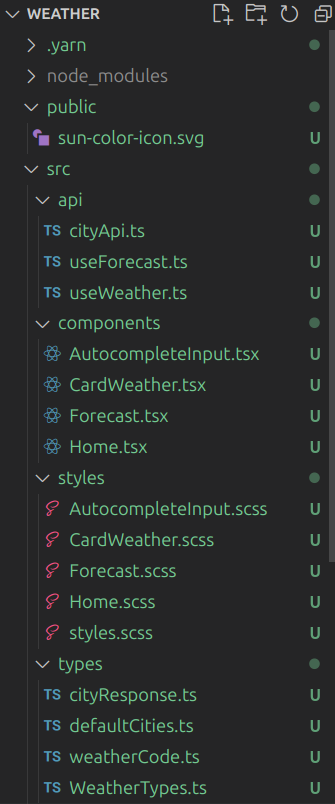 WEATHER
.yarn
node_modules
public
sun-color-icon.svg U
src
api
TS cityApi.ts U
TS useForecast.ts U
TS useWeather.ts U
components
AutocompleteInput.tsx U
CardWeather.tsx U
Forecast.tsx U
Home.tsx U
styles
AutocompleteInput.scss U
CardWeather.scss U
Forecast.scss U
Home.scss U
styles.scss U
types
TS cityResponse.ts U
TS defaultCities.ts U
TS weatherCode.ts U
TS WeatherTypes.ts U